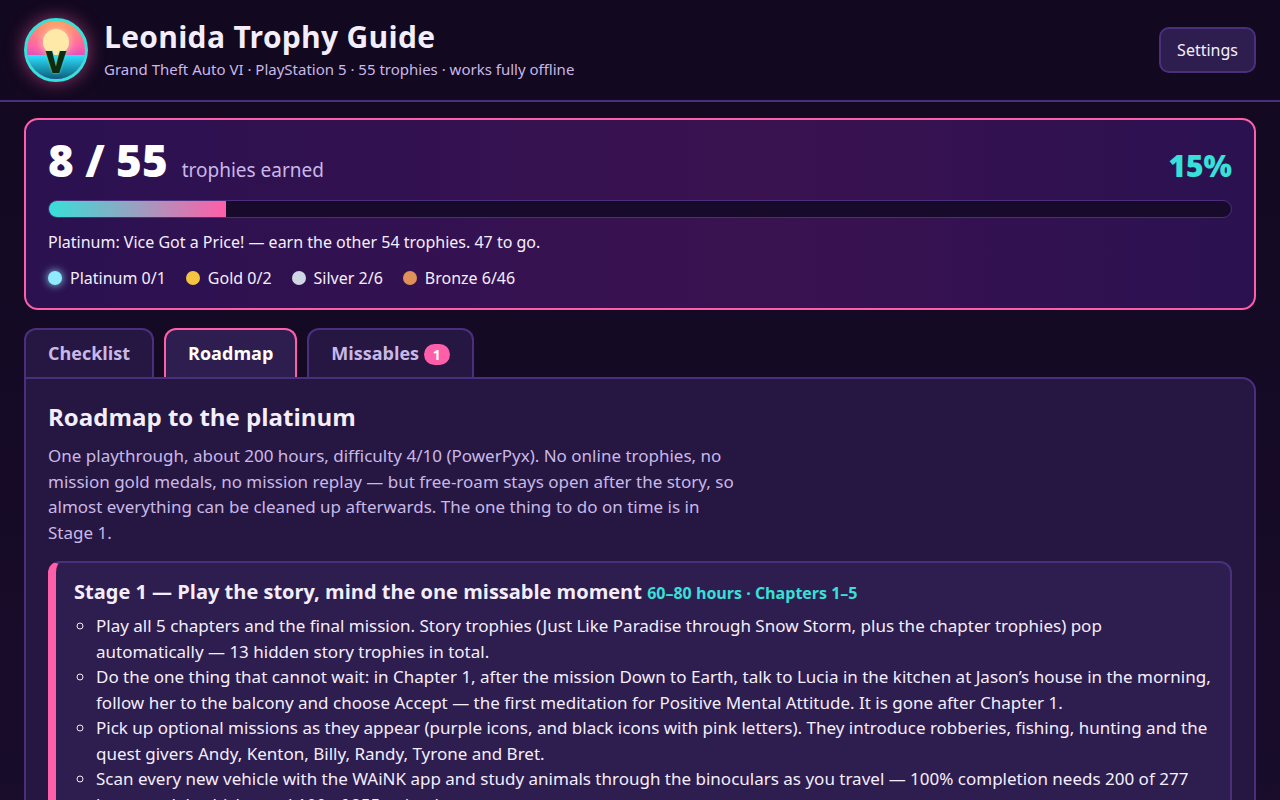 V
Leonida Trophy Guide
Grand Theft Auto VI · PlayStation 5 · 55 trophies · works fully offline
Settings
8 / 55 trophies earned
15%
Platinum: Vice Got a Price! — earn the other 54 trophies. 47 to go.
Platinum 0/1 Gold 0/2 Silver 2/6 Bronze 6/46
Checklist Roadmap Missables 1
Roadmap to the platinum
One playthrough, about 200 hours, difficulty 4/10 (PowerPyx). No online trophies, no
mission gold medals, no mission replay — but free-roam stays open after the story, so
almost everything can be cleaned up afterwards. The one thing to do on time is in
Stage 1.
Stage 1 — Play the story, mind the one missable moment 60–80 hours · Chapters 1–5
Play all 5 chapters and the final mission. Story trophies (Just Like Paradise through Snow Storm, plus the chapter trophies) pop
automatically — 13 hidden story trophies in total.
Do the one thing that cannot wait: in Chapter 1, after the mission Down to Earth, talk to Lucia in the kitchen at Jason’s house in the morning,
follow her to the balcony and choose Accept — the first meditation for Positive Mental Attitude. It is gone after Chapter 1.
Pick up optional missions as they appear (purple icons, and black icons with pink letters). They introduce robberies, fishing, hunting and the
quest givers Andy, Kenton, Billy, Randy, Tyrone and Bret.
Scan every new vehicle with the WAiNK app and study animals through the binoculars as you travel — 100% completion needs 200 of 277